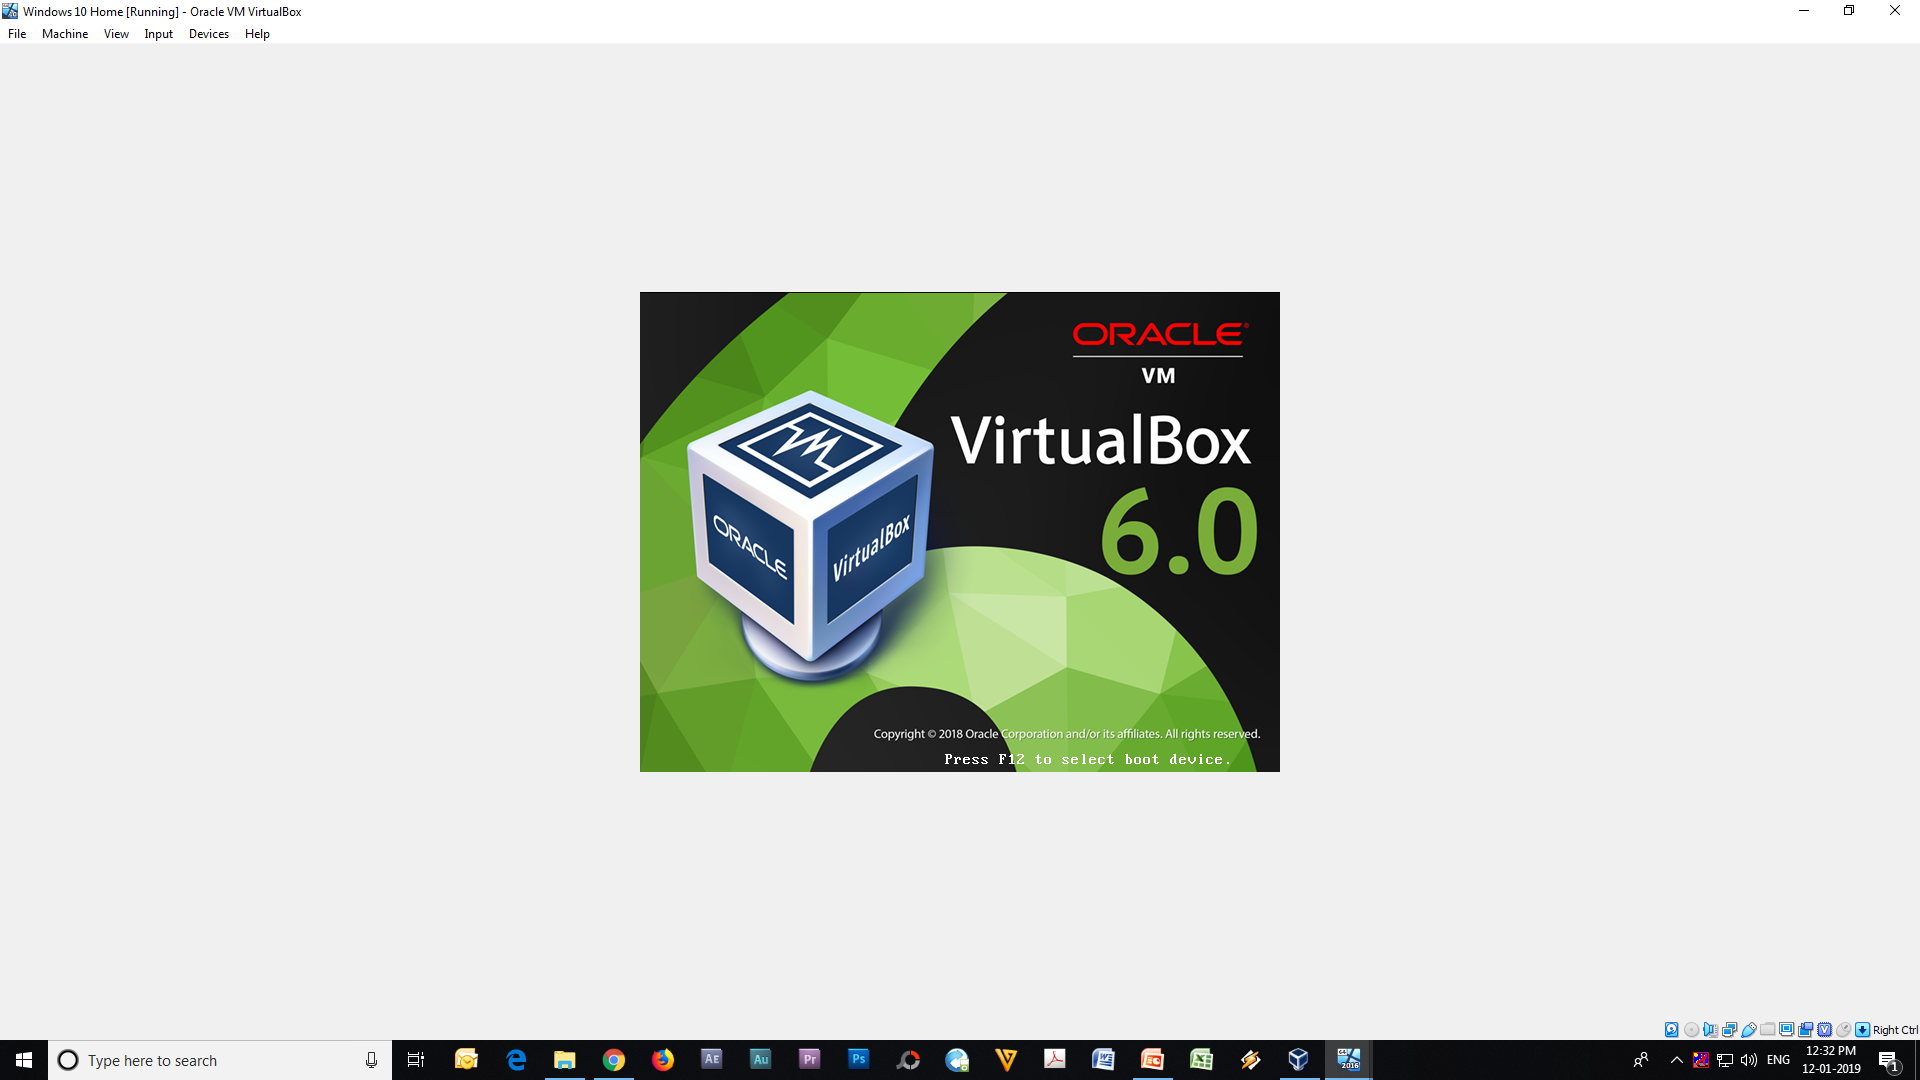 Windows 10 Home [Running] - Oracle VM VirtualBox
File Machine View Input Devices Help
ORACLE®
VM
VirtualBox
6.0
ORACLE
VirtualBox
Copyright © 2018 Oracle Corporation and/or its affiliates. All rights reserved.
Press F12 to select boot device.
Right Ctrl
Type here to search
AE
Au
Pr
Ps
64
2016
ENG
12:32 PM
12-01-2019
1